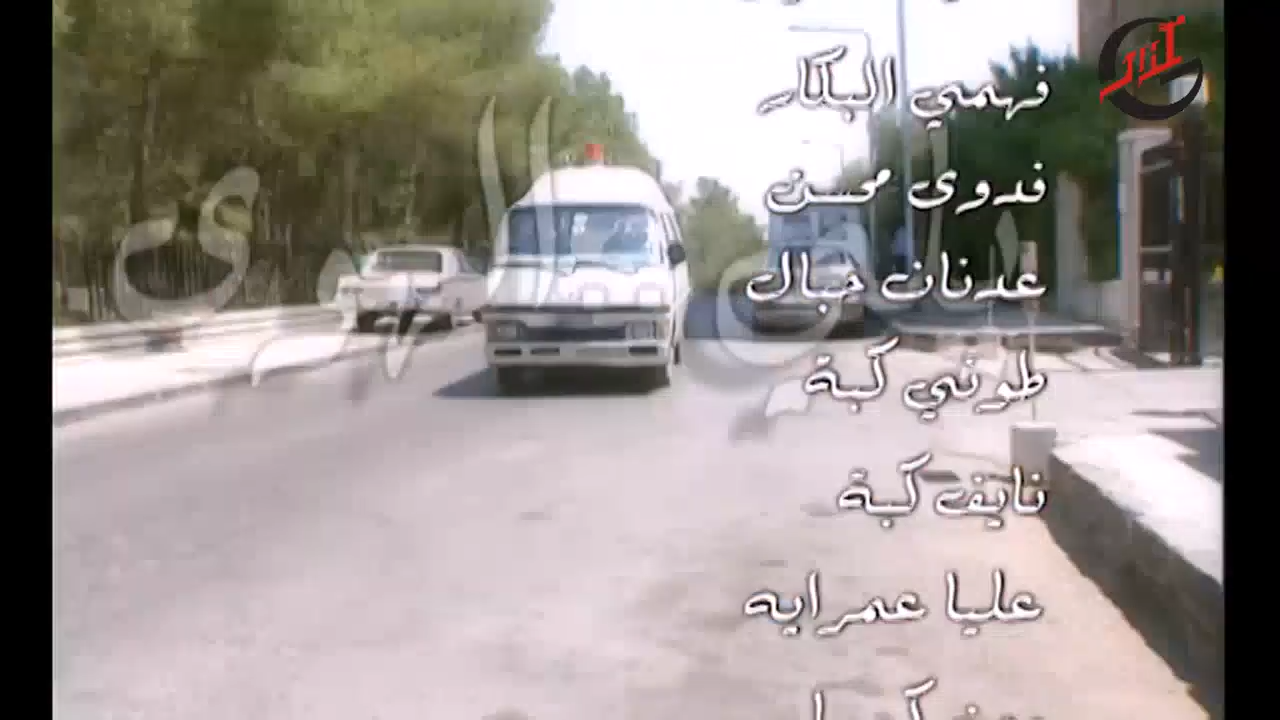 فهمي البكار
فدوى محسن
عدنان حبال
طوني كبة
نايف كبة
عليا عمرايه